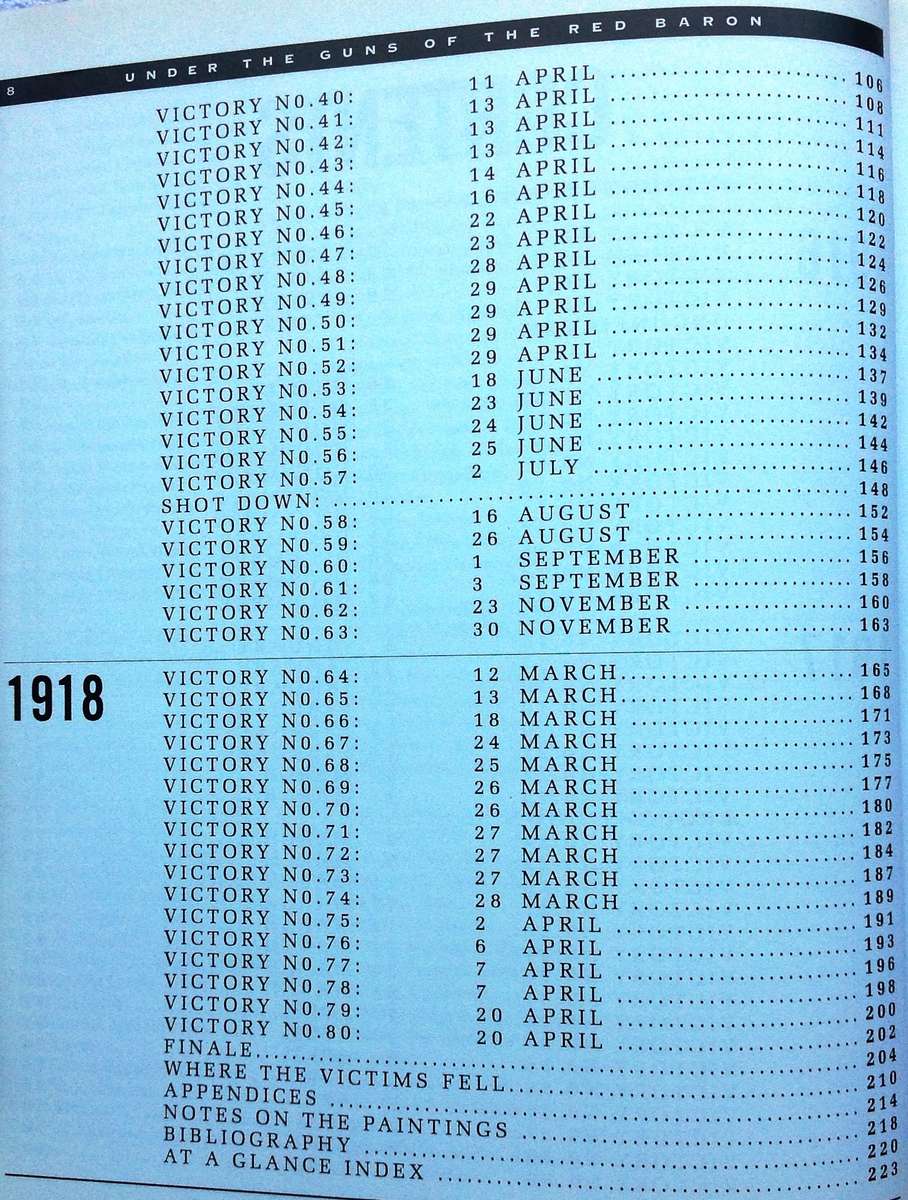 8 UNDER THE GUNS OF THE RED BARON
VICTORY NO.40: 11 APRIL ........................ 106
VICTORY NO.41: 13 APRIL ........................ 108
VICTORY NO.42: 13 APRIL ........................ 111
VICTORY NO.43: 13 APRIL ........................ 114
VICTORY NO.44: 14 APRIL ........................ 116
VICTORY NO.45: 16 APRIL ........................ 118
VICTORY NO.46: 22 APRIL ........................ 120
VICTORY NO.47: 23 APRIL ........................ 122
VICTORY NO.48: 28 APRIL ........................ 124
VICTORY NO.49: 29 APRIL ........................ 126
VICTORY NO.50: 29 APRIL ........................ 129
VICTORY NO.51: 29 APRIL ........................ 132
VICTORY NO.52: 29 APRIL ........................ 134
VICTORY NO.53: 18 JUNE ........................ 137
VICTORY NO.54: 23 JUNE ........................ 139
VICTORY NO.55: 24 JUNE ........................ 142
VICTORY NO.56: 25 JUNE ........................ 144
VICTORY NO.57: 2 JULY ........................ 146
SHOT DOWN: ........................ 148
VICTORY NO.58: 16 AUGUST ..................... 152
VICTORY NO.59: 26 AUGUST ..................... 154
VICTORY NO.60: 1 SEPTEMBER ................ 156
VICTORY NO.61: 3 SEPTEMBER ................ 158
VICTORY NO.62: 23 NOVEMBER ................. 160
VICTORY NO.63: 30 NOVEMBER ................. 163
1918 VICTORY NO.64: 12 MARCH........................ 165
VICTORY NO.65: 13 MARCH........................ 168
VICTORY NO.66: 18 MARCH ....................... 171
VICTORY NO.67: 24 MARCH ....................... 173
VICTORY NO.68: 25 MARCH ....................... 175
VICTORY NO.69: 26 MARCH ....................... 177
VICTORY NO.70: 26 MARCH ....................... 180
VICTORY NO.71: 27 MARCH ....................... 182
VICTORY NO.72: 27 MARCH ....................... 184
VICTORY NO.73: 27 MARCH ....................... 187
VICTORY NO.74: 28 MARCH ....................... 189
VICTORY NO.75: 2 APRIL ........................ 191
VICTORY NO.76: 6 APRIL ........................ 193
VICTORY NO.77: 7 APRIL ........................ 196
VICTORY NO.78: 7 APRIL ........................ 198
VICTORY NO.79: 20 APRIL ........................ 200
VICTORY NO.80: 20 APRIL ........................ 202
FINALE........................ 204
WHERE THE VICTIMS FELL........................ 210
APPENDICES ........................ 214
NOTES ON THE PAINTINGS ........................ 218
BIBLIOGRAPHY ........................ 220
AT A GLANCE INDEX ........................ 223